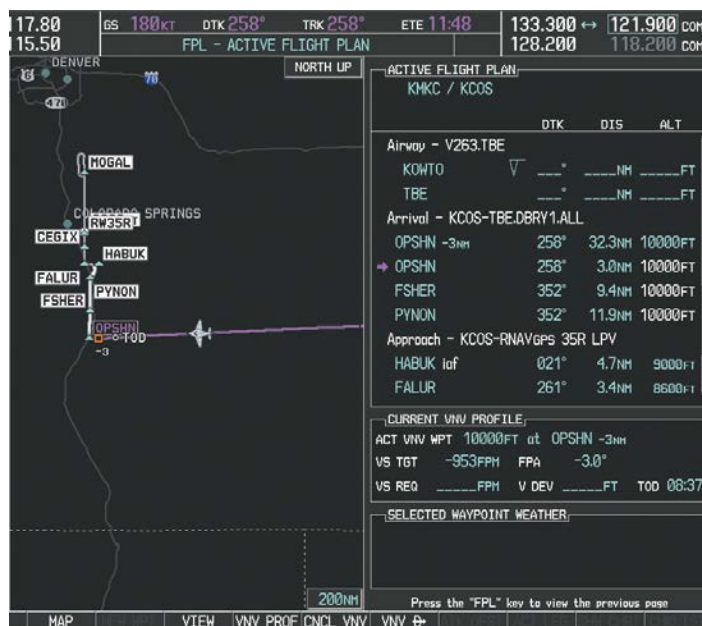 17.80 GS 180KT DTK 258° TRK 258° ETE 11:48 133.300 ↔ 121.900 COM
15.50 FPL – ACTIVE FLIGHT PLAN 128.200 118.200 COM
DENVER
NORTH UP
70
470
MOGAL
COLORADO SPRINGS
RW35R
CEGIX
HABUK
FALUR
FSHER
PYNON
OPSHN
TOD
-3
200NM
ACTIVE FLIGHT PLAN
KMKC / KCOS
DTK DIS ALT
Airway – V263.TBE
KOWTO ___° ____NM _____FT
TBE ___° ____NM _____FT
Arrival – KCOS-TBE.DBRY1.ALL
OPSHN -3NM 258° 32.3NM 10000FT
OPSHN 258° 3.0NM 10000FT
FSHER 352° 9.4NM 10000FT
PYNON 352° 11.9NM 10000FT
Approach – KCOS-RNAVGPS 35R LPV
HABUK iaf 021° 4.7NM 9000FT
FALUR 261° 3.4NM 8600FT
CURRENT VNV PROFILE
ACT VNV WPT 10000FT at OPSHN -3NM
VS TGT -953FPM FPA -3.0°
VS REQ _____FPM V DEV _____FT TOD 08:37
SELECTED WAYPOINT WEATHER
Press the "FPL" key to view the previous page
MAP VIEW VNV PROF CNCL VNV VNV